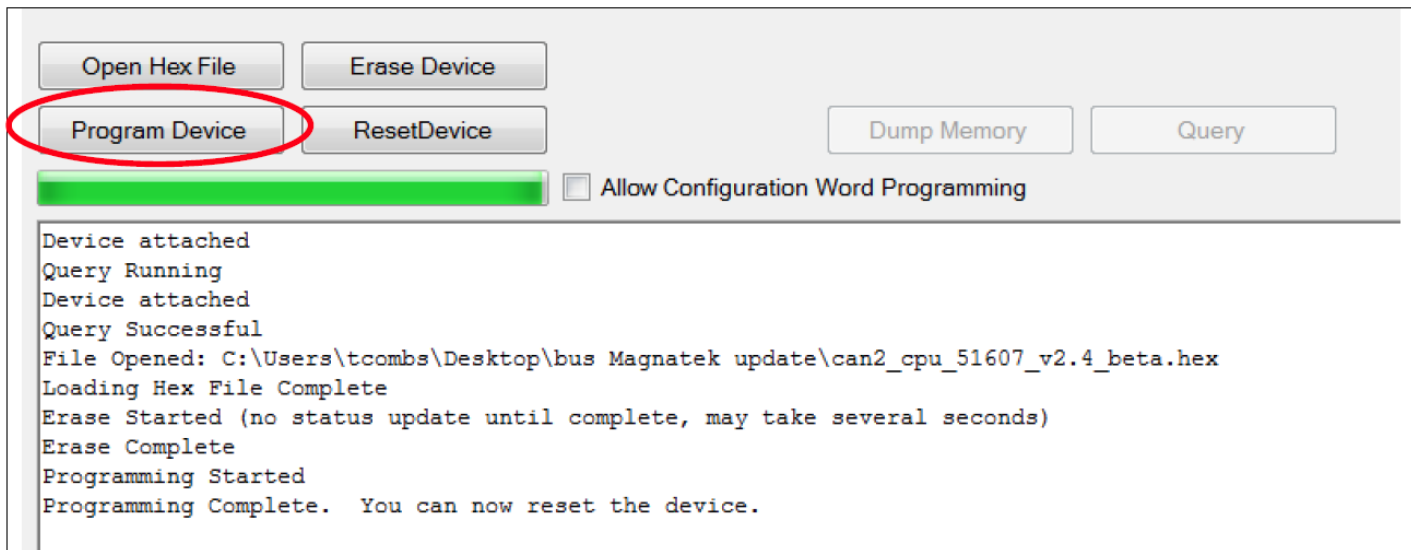 Open Hex File Erase Device
Program Device ResetDevice Dump Memory Query
Allow Configuration Word Programming
Device attached
Query Running
Device attached
Query Successful
File Opened: C:\Users\tcombs\Desktop\bus Magnatek update\can2_cpu_51607_v2.4_beta.hex
Loading Hex File Complete
Erase Started (no status update until complete, may take several seconds)
Erase Complete
Programming Started
Programming Complete.  You can now reset the device.